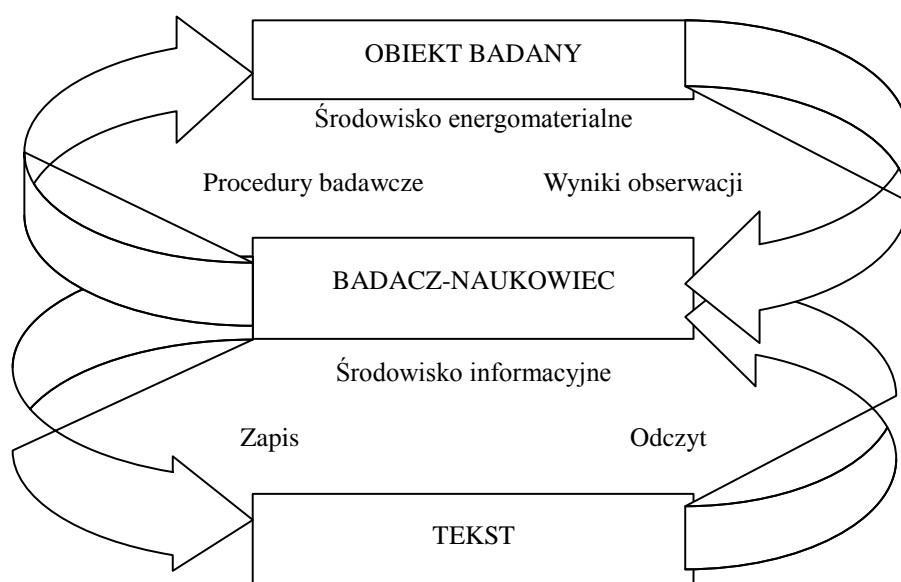 OBIEKT BADANY
Środowisko energomaterialne
Procedury badawcze
Wyniki obserwacji
BADACZ-NAUKOWIEC
Środowisko informacyjne
Zapis
Odczyt
TEKST